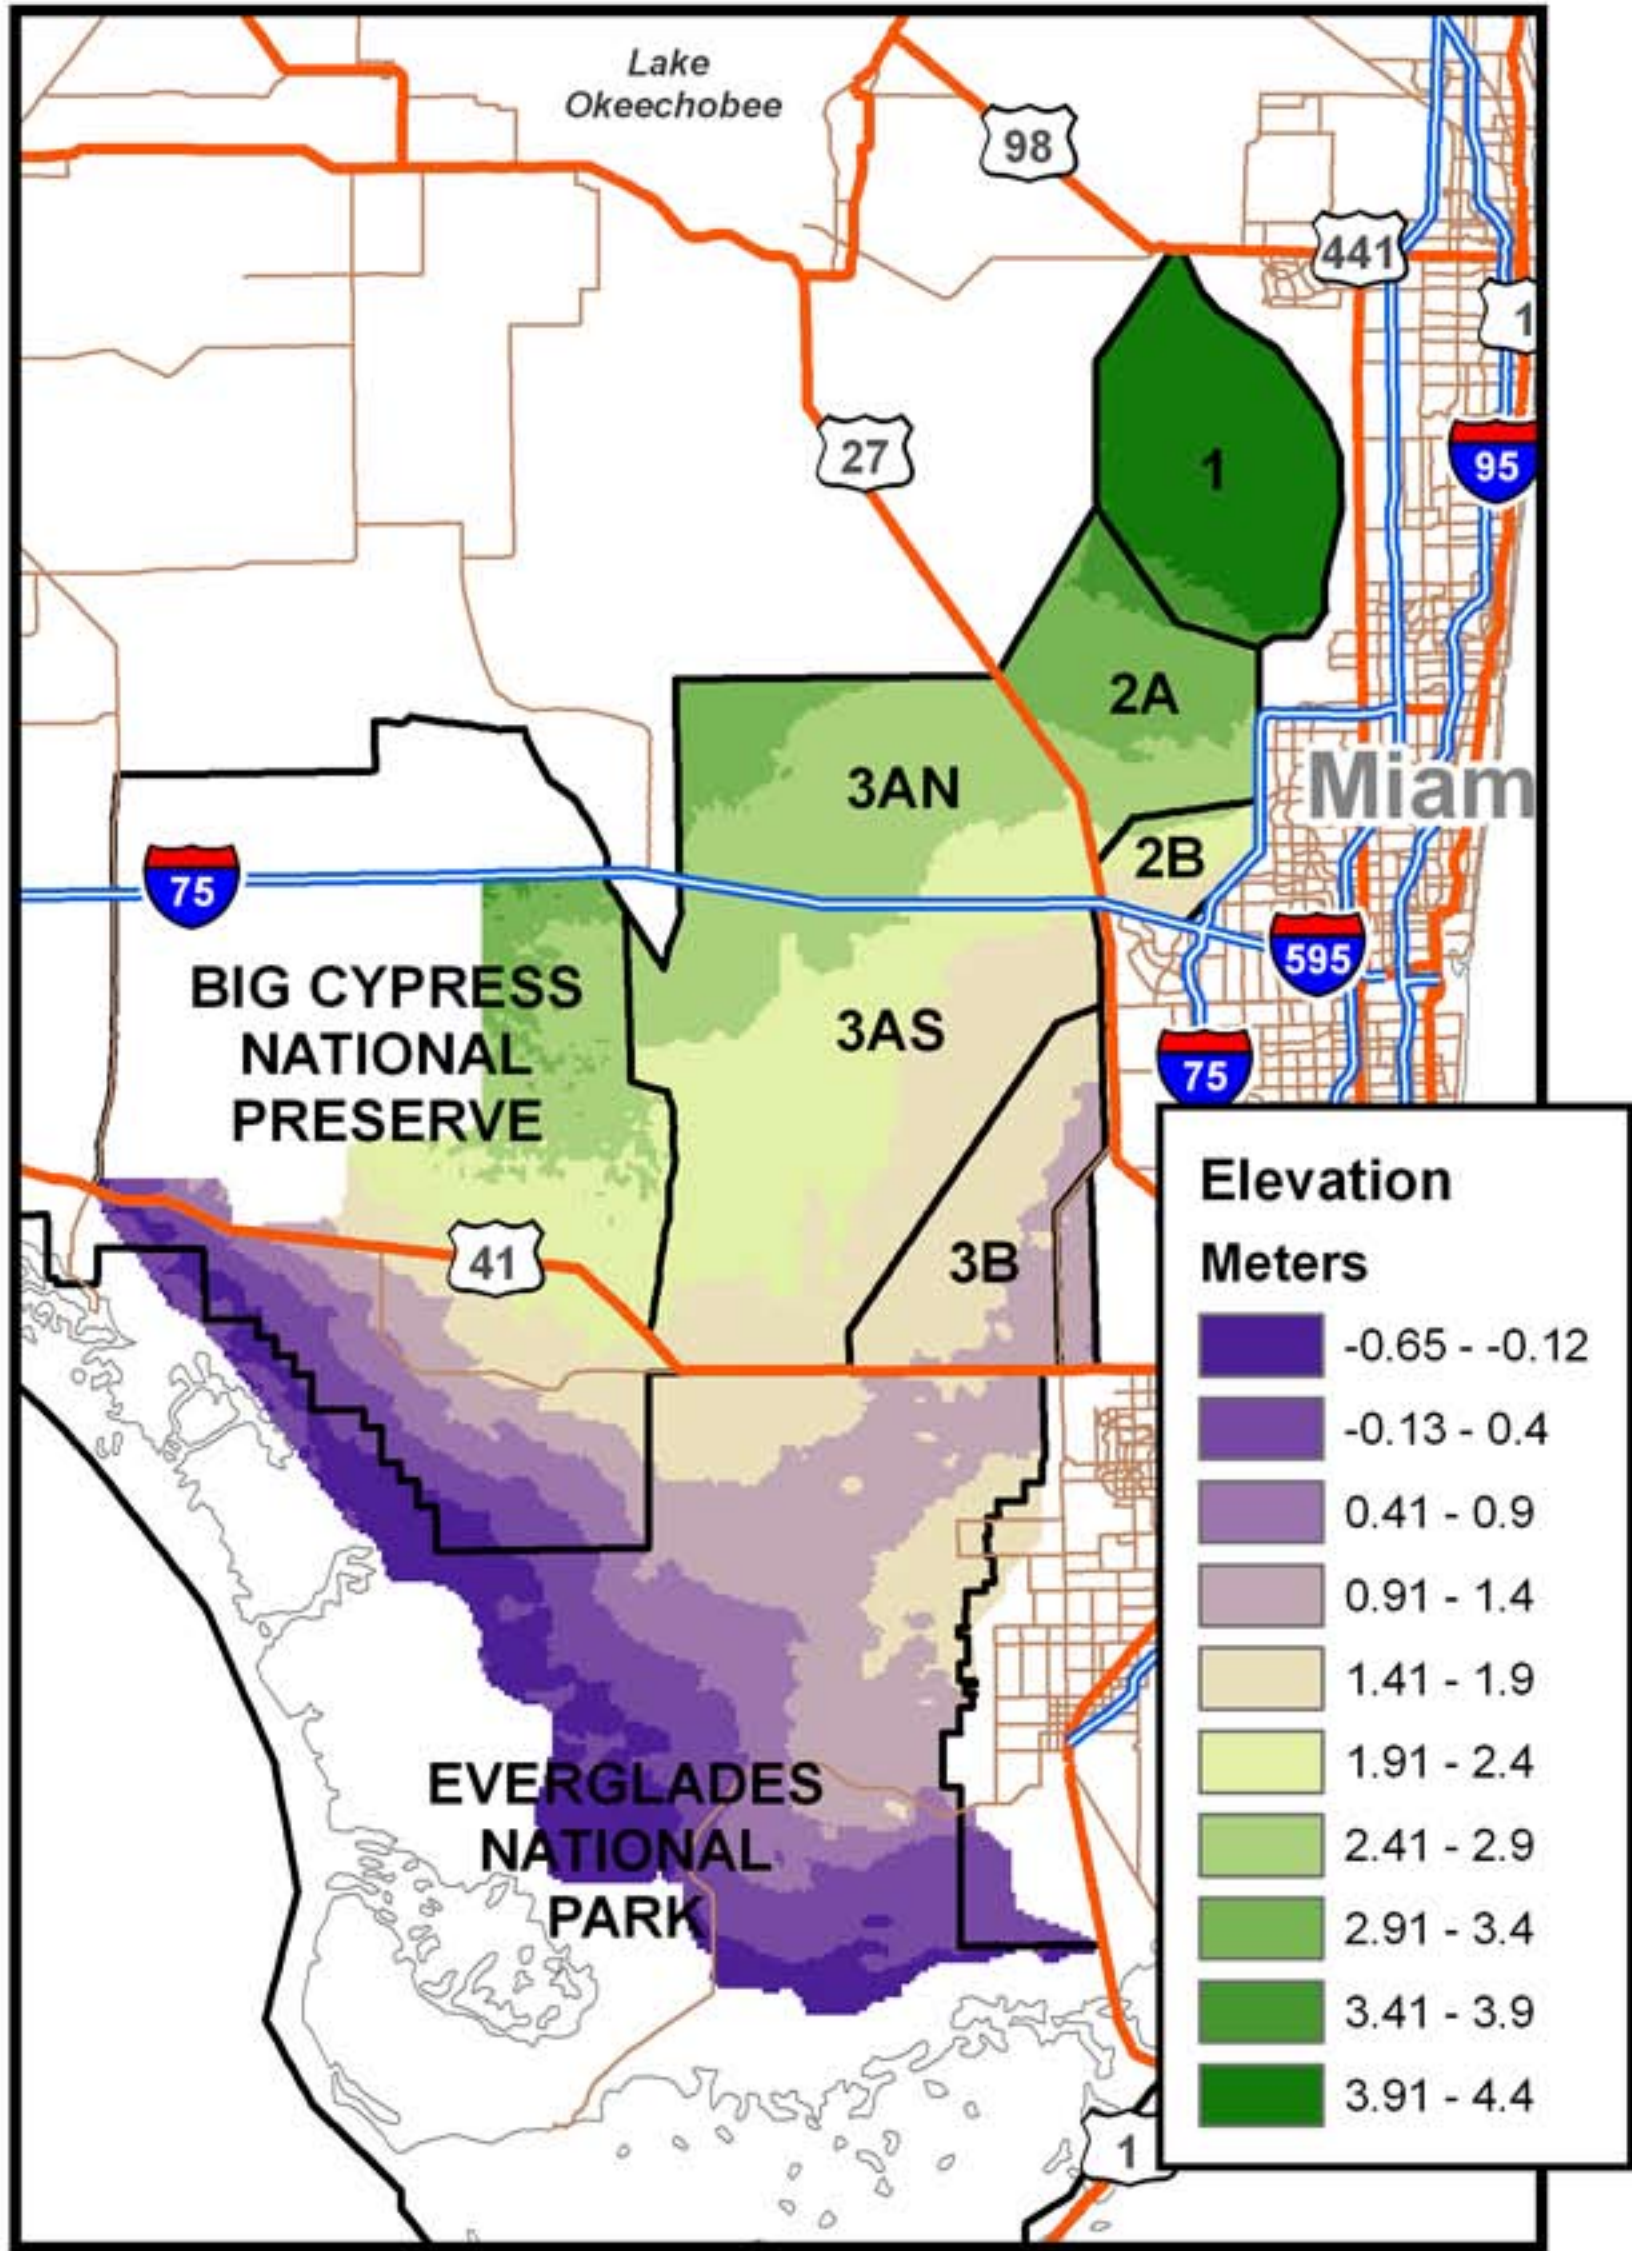 Lake
Okeechobee
98
441
1
27
1
95
2A
Miam
3AN
2B
75
595
BIG CYPRESS
NATIONAL
PRESERVE
3AS
75
41
3B
EVERGLADES
NATIONAL
PARK
1
Elevation
Meters
-0.65 - -0.12
-0.13 - 0.4
0.41 - 0.9
0.91 - 1.4
1.41 - 1.9
1.91 - 2.4
2.41 - 2.9
2.91 - 3.4
3.41 - 3.9
3.91 - 4.4